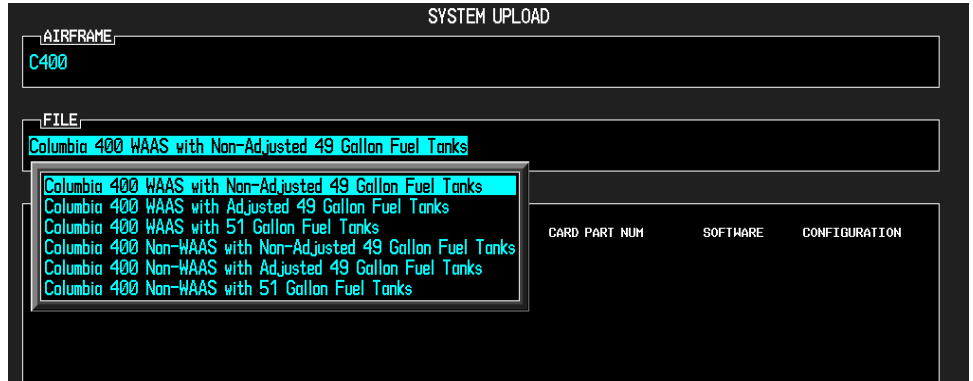 SYSTEM UPLOAD
AIRFRAME
C400
FILE
Columbia 400 WAAS with Non-Adjusted 49 Gallon Fuel Tanks
Columbia 400 WAAS with Non-Adjusted 49 Gallon Fuel Tanks
Columbia 400 WAAS with Adjusted 49 Gallon Fuel Tanks
Columbia 400 WAAS with 51 Gallon Fuel Tanks
Columbia 400 Non-WAAS with Non-Adjusted 49 Gallon Fuel Tanks
Columbia 400 Non-WAAS with Adjusted 49 Gallon Fuel Tanks
Columbia 400 Non-WAAS with 51 Gallon Fuel Tanks
CARD PART NUM SOFTWARE CONFIGURATION